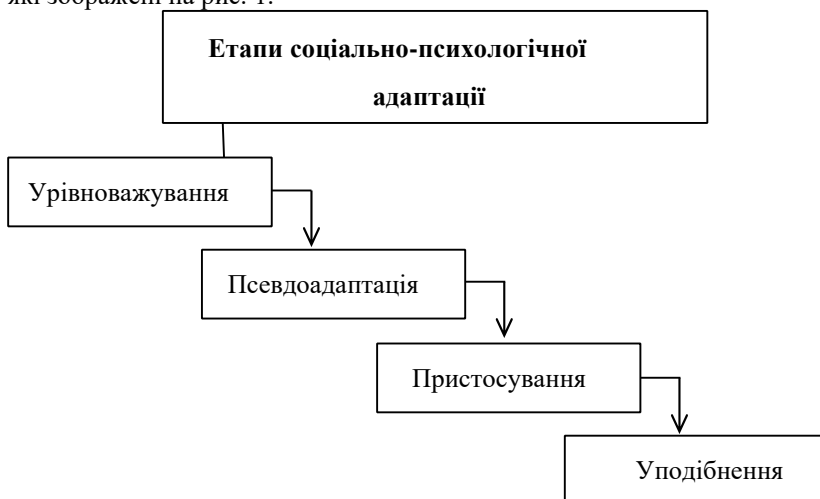 які зображені на рис. 1.
Етапи соціально-психологічної
адаптації
Урівноважування
Псевдоадаптація
Пристосування
Уподібнення